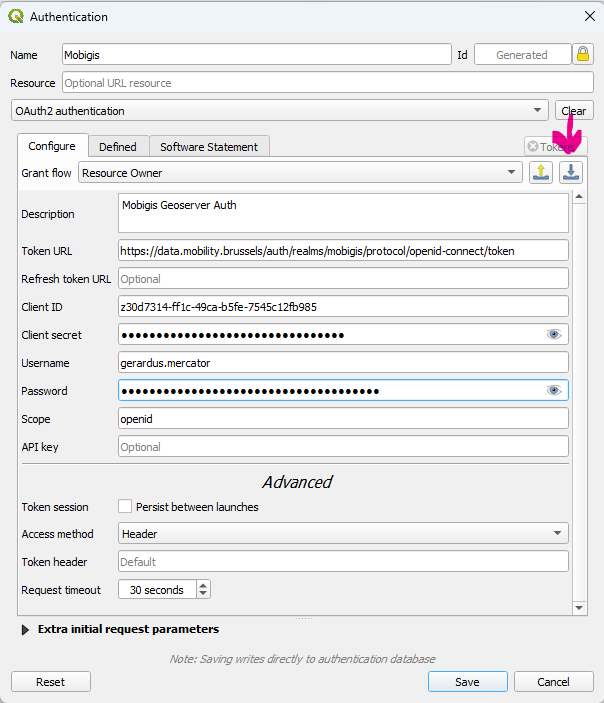 Authentication
Name Mobigis Id Generated
Resource Optional URL resource
OAuth2 authentication Clear
Configure Defined Software Statement Tokens
Grant flow Resource Owner
Description Mobigis Geoserver Auth
Token URL https://data.mobility.brussels/auth/realms/mobigis/protocol/openid-connect/token
Refresh token URL Optional
Client ID z30d7314-ff1c-49ca-b5fe-7545c12fb985
Client secret ●●●●●●●●●●●●●●●●●●●●●●●●●●●●●●●●
Username gerardus.mercator
Password ●●●●●●●●●●●●●●●●●●●●●●●●●●●●●●●●●●●●●
Scope openid
API key Optional
Advanced
Token session Persist between launches
Access method Header
Token header Default
Request timeout 30 seconds
Extra initial request parameters
Note: Saving writes directly to authentication database
Reset Save Cancel